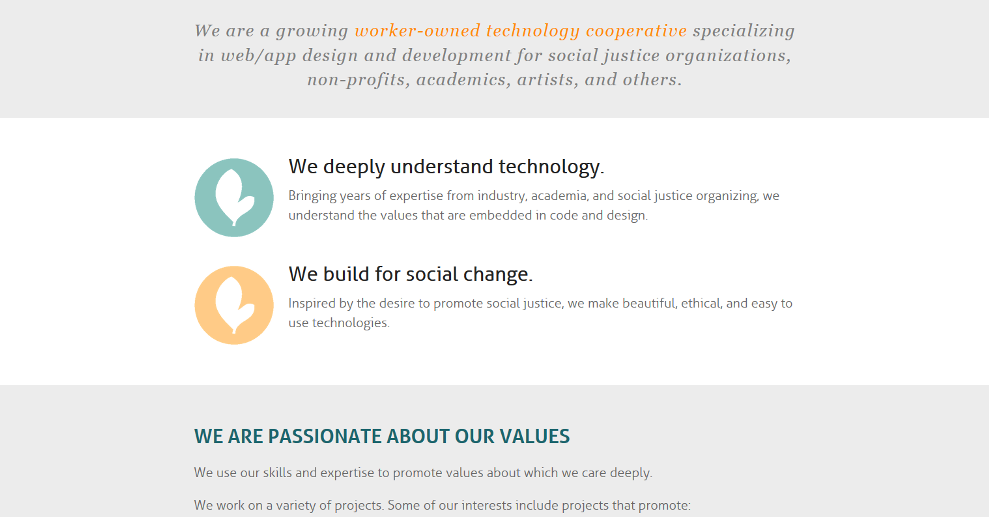 We are a growing worker-owned technology cooperative specializing
in web/app design and development for social justice organizations,
non-profits, academics, artists, and others.
We deeply understand technology.
Bringing years of expertise from industry, academia, and social justice organizing, we
understand the values that are embedded in code and design.
We build for social change.
Inspired by the desire to promote social justice, we make beautiful, ethical, and easy to
use technologies.
WE ARE PASSIONATE ABOUT OUR VALUES
We use our skills and expertise to promote values about which we care deeply.
We work on a variety of projects. Some of our interests include projects that promote: